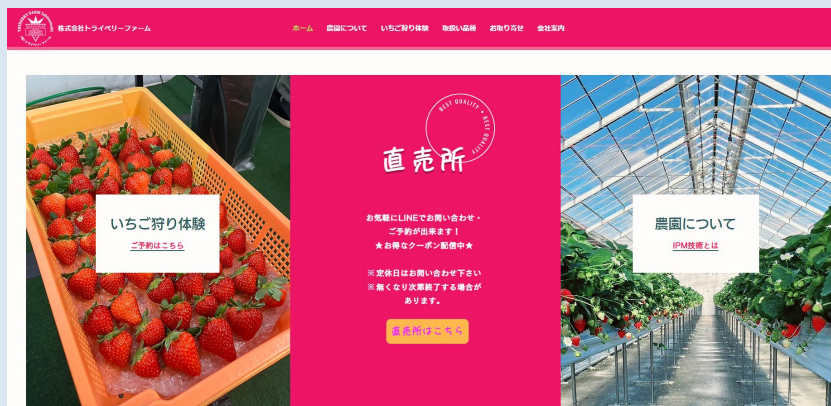 株式会社トライベリーファーム
ホーム 農園について いちご狩り体験 取扱い品種 お取り寄せ 会社案内
いちご狩り体験
ご予約はこちら
BEST QUALITY • BEST QUALITY
直売所
お気軽にLINEでお問い合わせ・
ご予約が出来ます！
★お得なクーポン配信中★
※定休日はお問い合わせ下さい
※無くなり次第終了する場合が
あります。
直売所はこちら
農園について
IPM技術とは